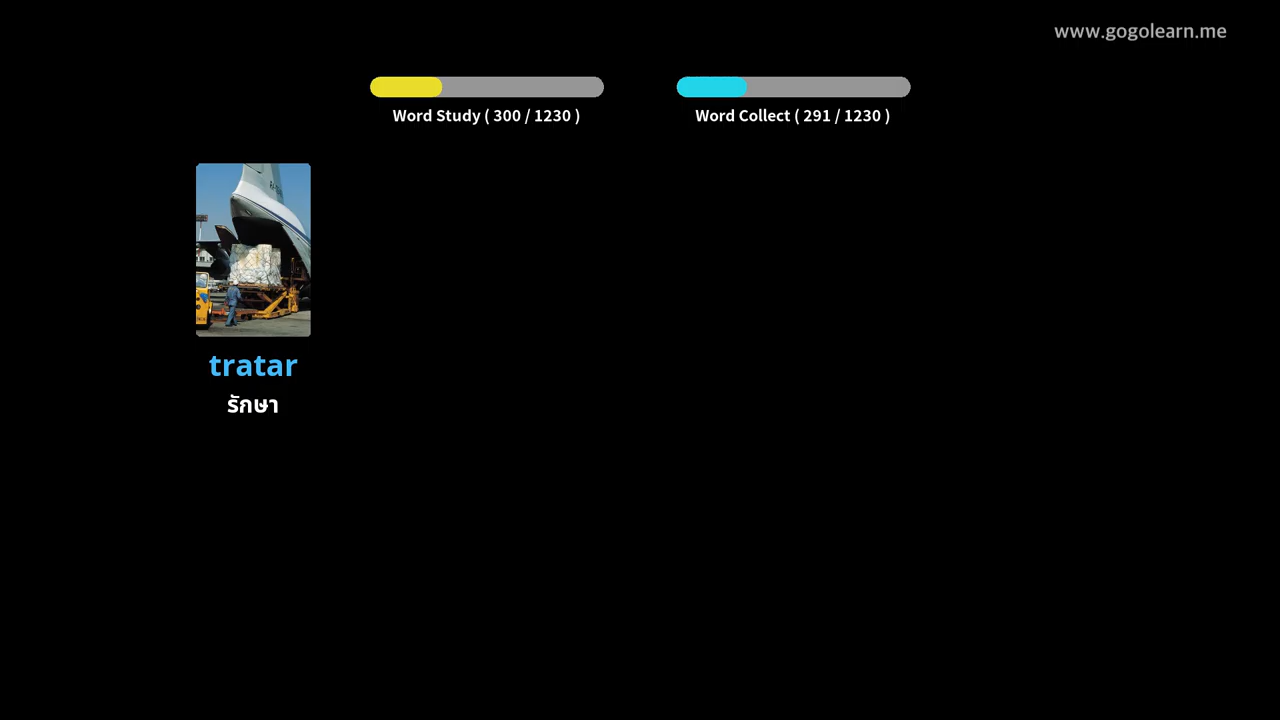 www.gogolearn.me
Word Study ( 300 / 1230 )
Word Collect ( 291 / 1230 )
tratar
รักษา